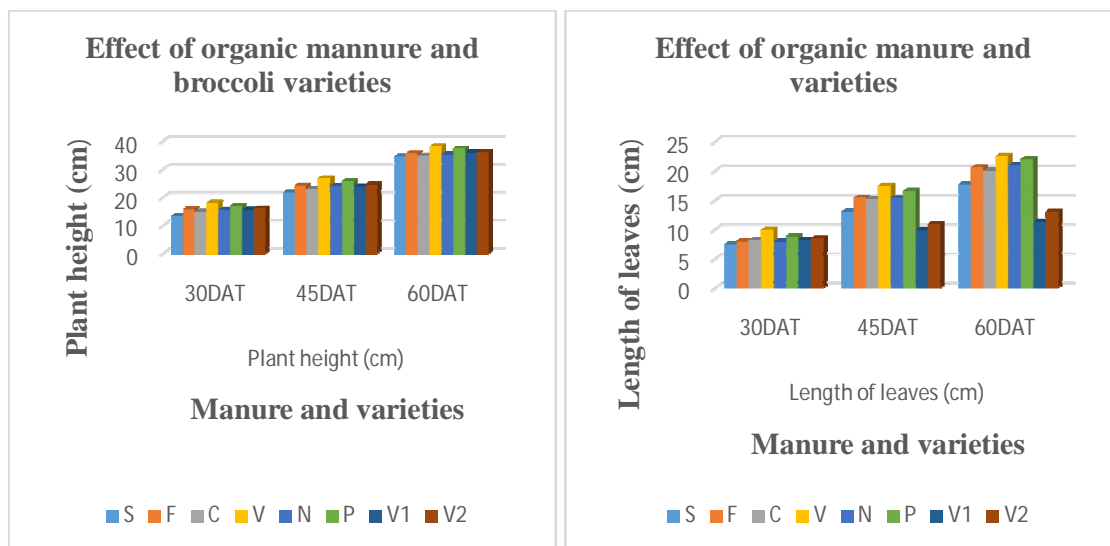 Effect of organic mannure and
broccoli varieties
Plant height (cm)
40
30
20
10
0
30DAT 45DAT 60DAT
Plant height (cm)
Manure and varieties
S F C V N P V1 V2
Effect of organic manure and
varieties
Length of leaves (cm)
25
20
15
10
5
0
30DAT 45DAT 60DAT
Length of leaves (cm)
Manure and varieties
S F C V N P V1 V2